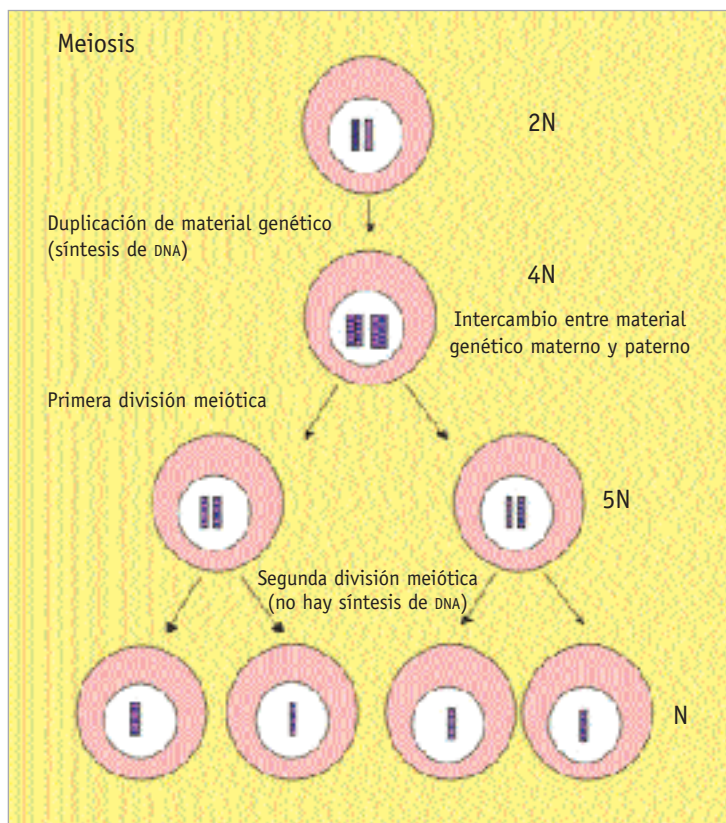 Meiosis
2N
Duplicación de material genético
(síntesis de DNA)
4N
Intercambio entre material
genético materno y paterno
Primera división meiótica
5N
Segunda división meiótica
(no hay síntesis de DNA)
N